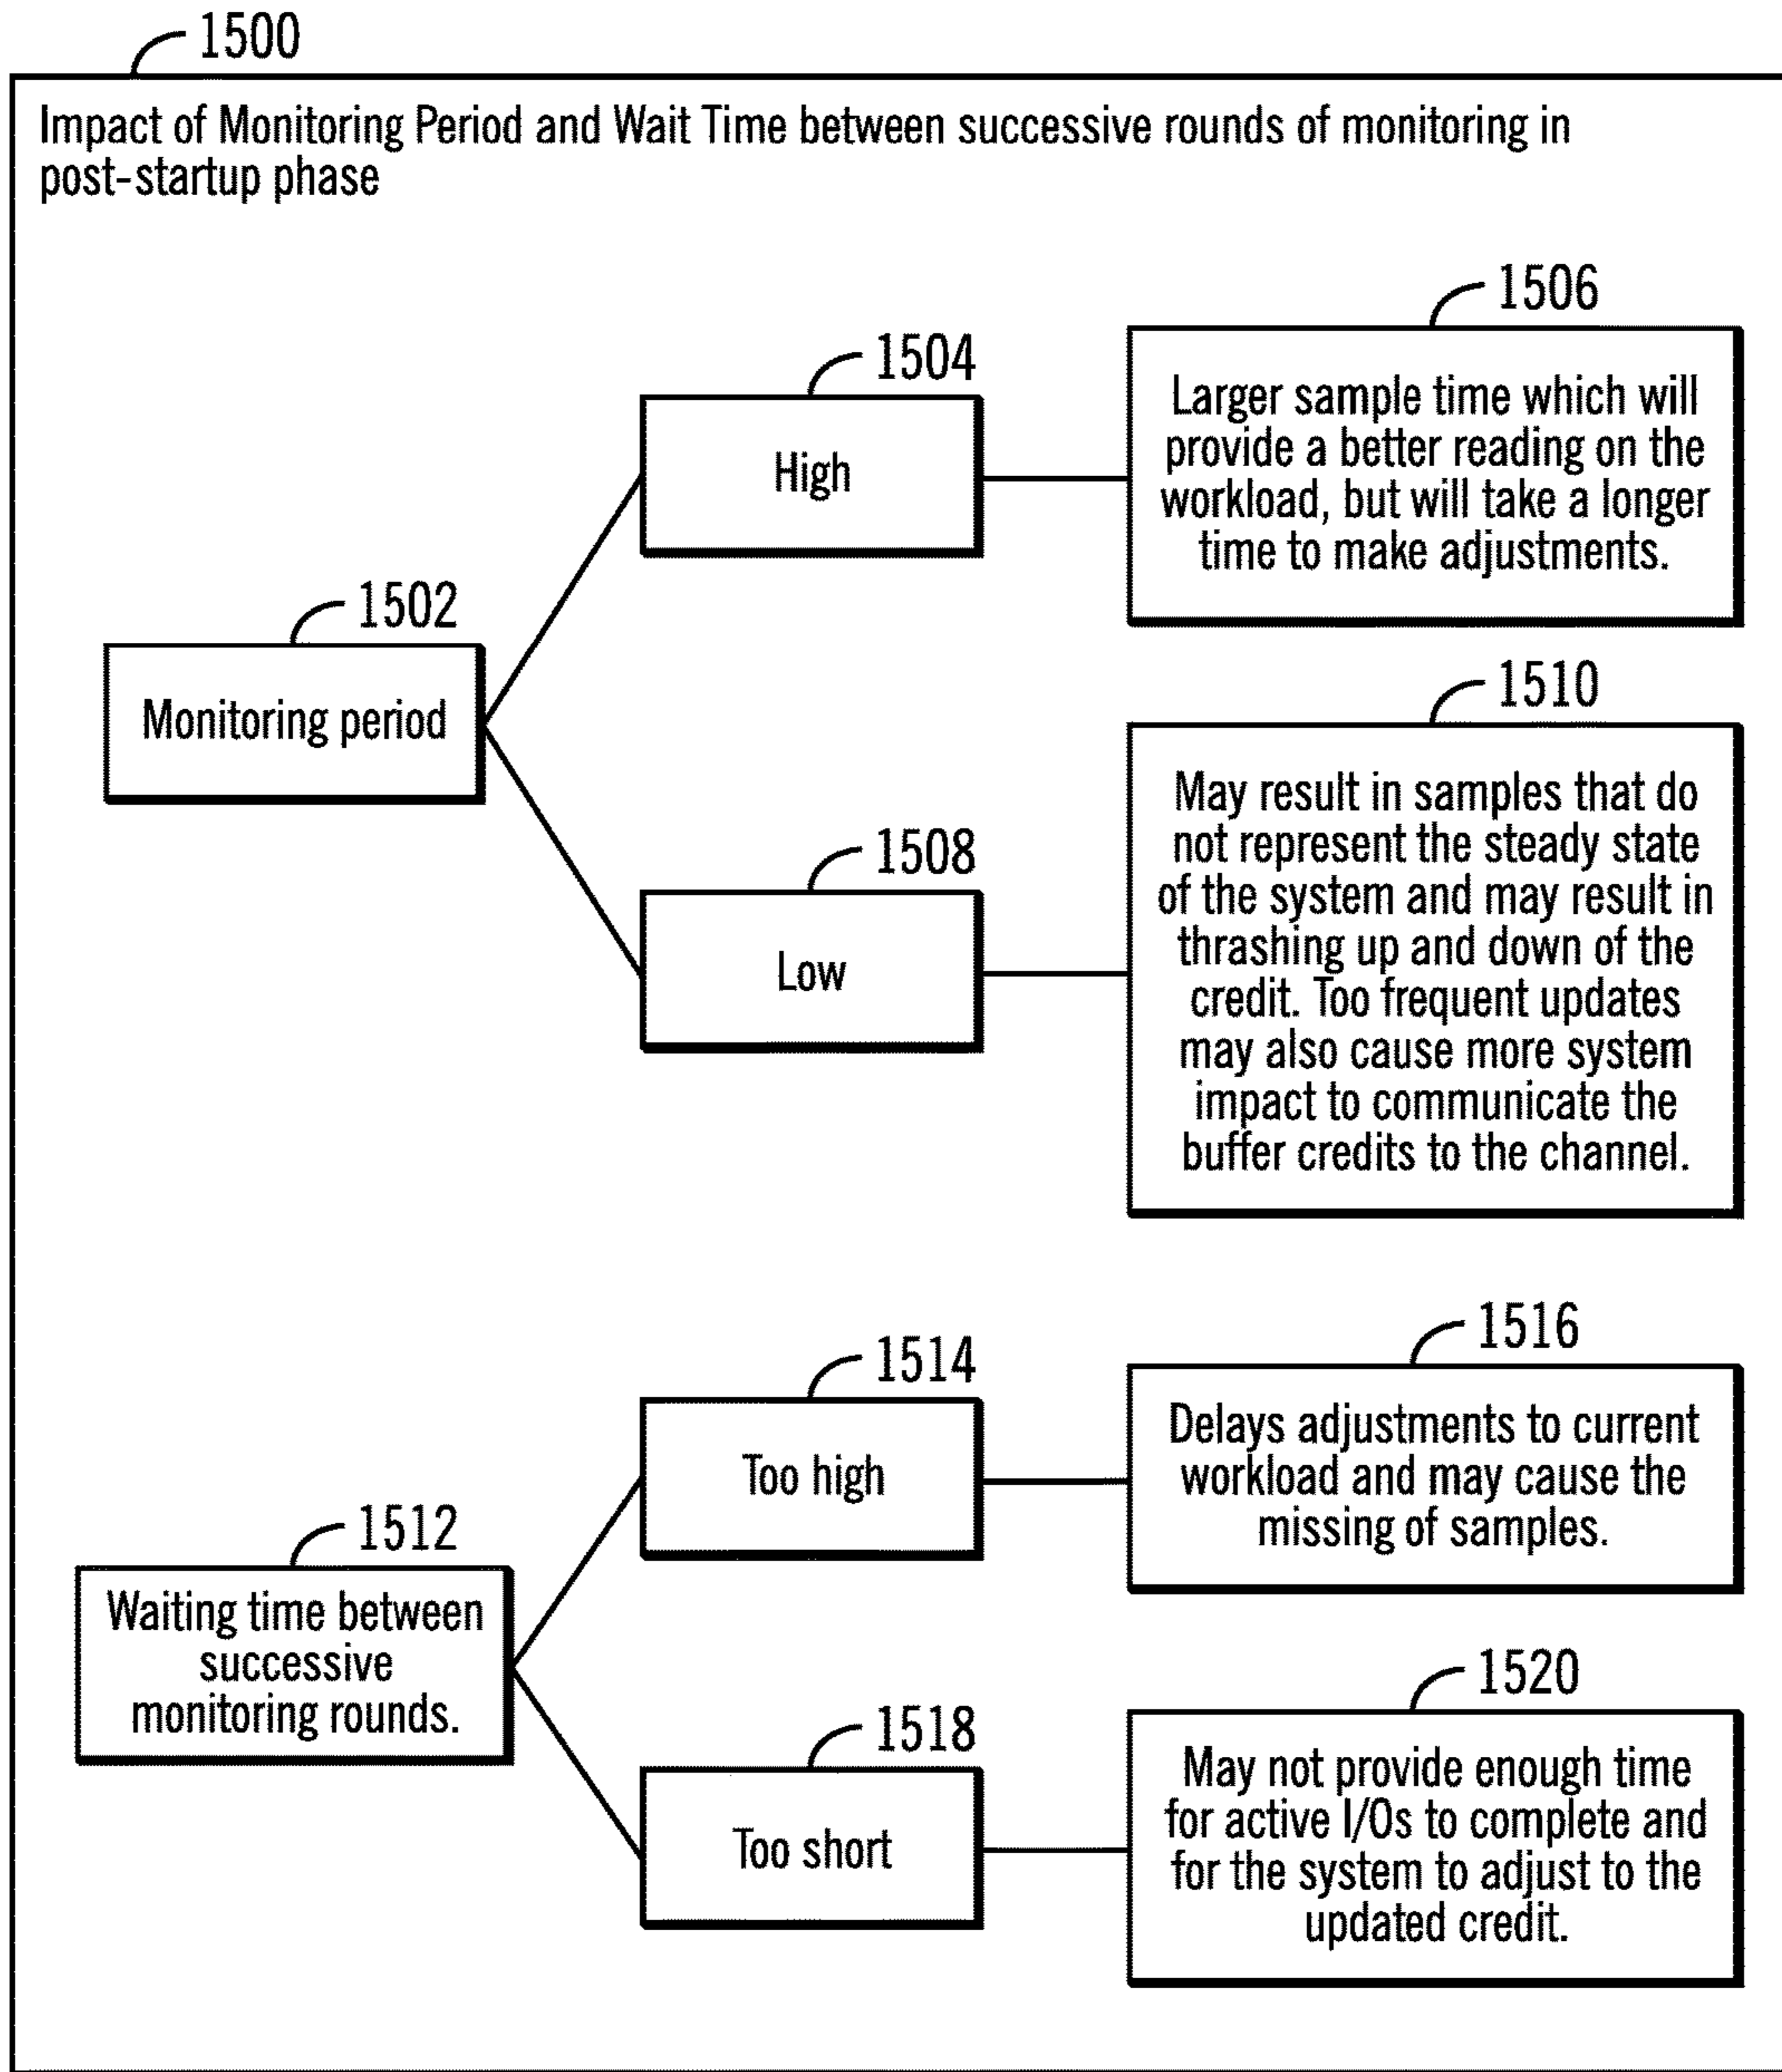 1500
Impact of Monitoring Period and Wait Time between successive rounds of monitoring in
post-startup phase
1506
1504
Larger sample time which will
provide a better reading on the
workload, but will take a longer
time to make adjustments.
High
1502
Monitoring period
1510
1508
May result in samples that do
not represent the steady state
of the system and may result in
thrashing up and down of the
credit. Too frequent updates
may also cause more system
impact to communicate the
buffer credits to the channel.
Low
1516
1514
Delays adjustments to current
workload and may cause the
missing of samples.
Too high
1512
Waiting time between
successive
monitoring rounds.
1520
1518
May not provide enough time
for active I/Os to complete and
for the system to adjust to the
updated credit.
Too short